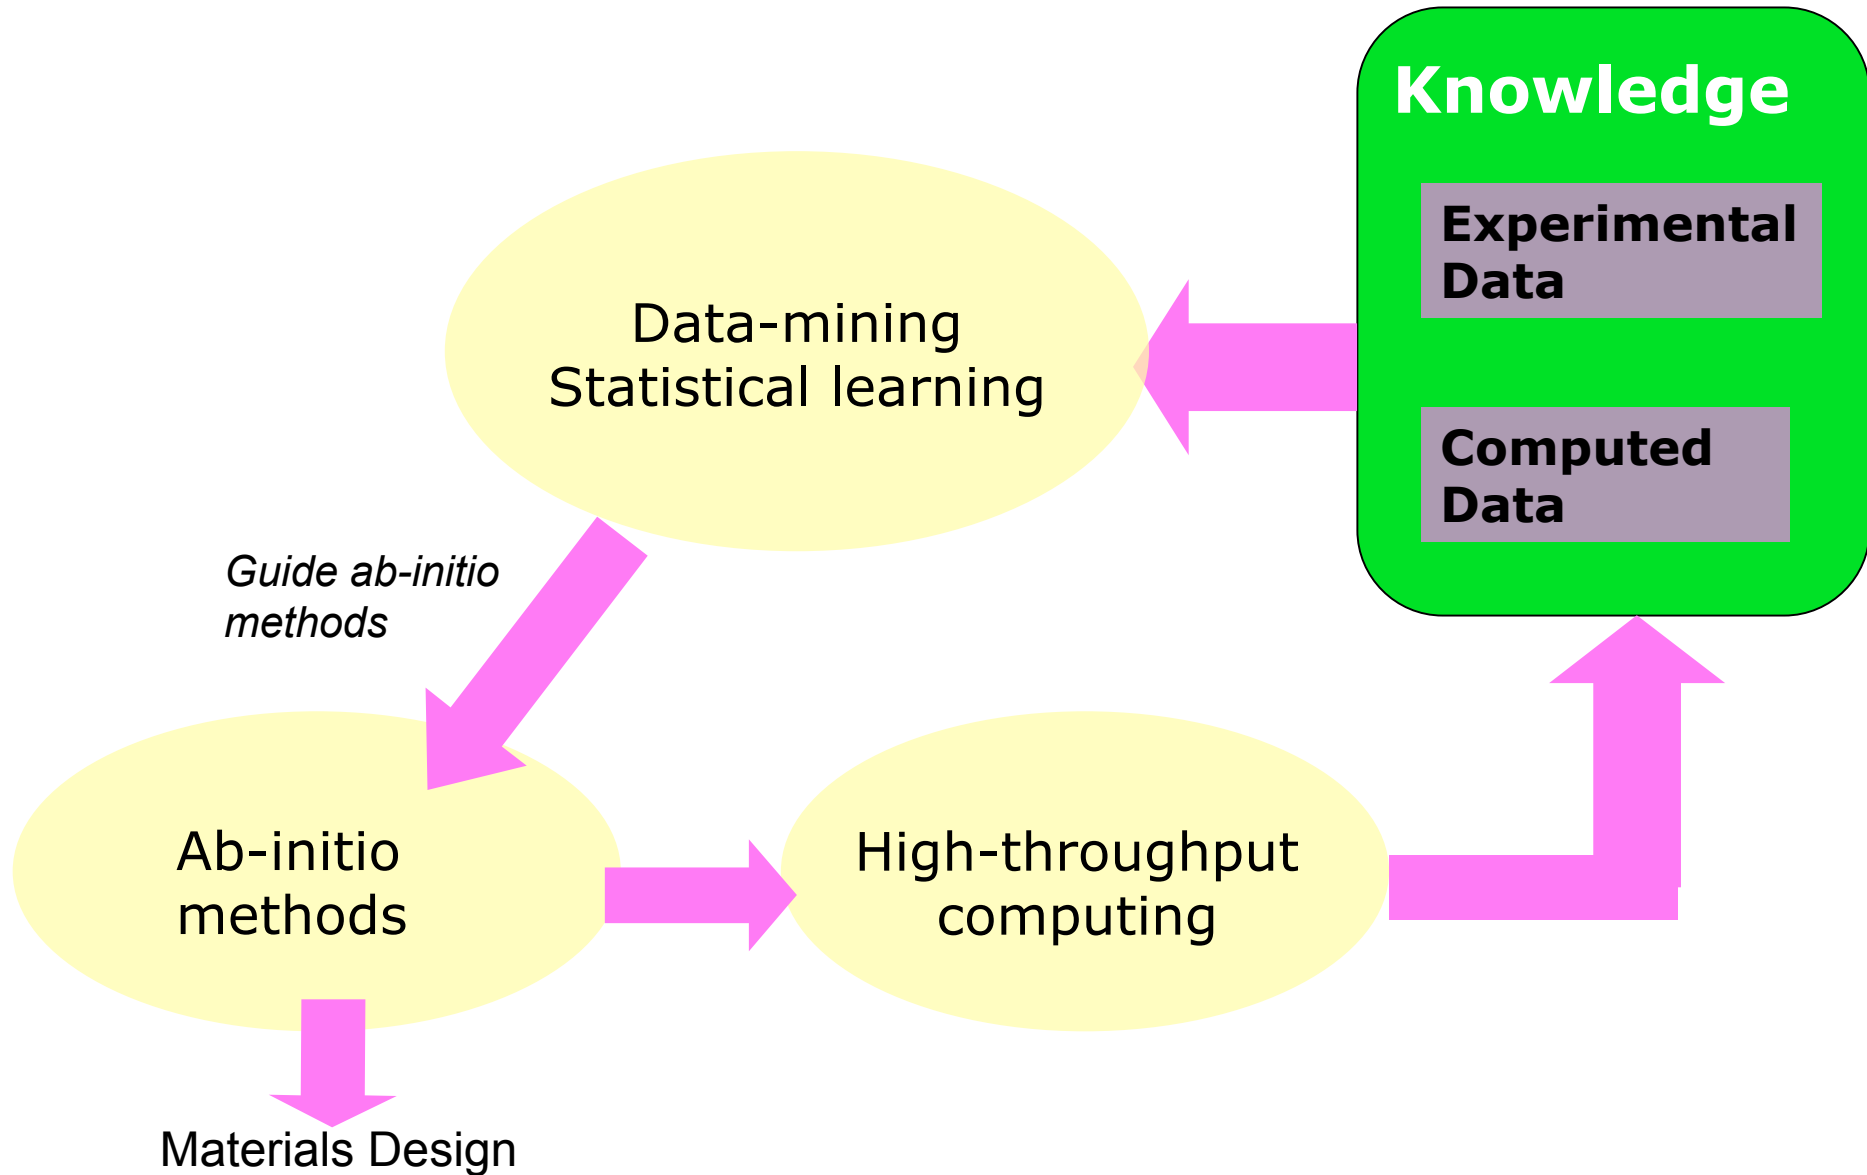 Knowledge
Experimental
Data
Computed
Data
Data-mining
Statistical learning
Guide ab-initio
methods
Ab-initio
methods
High-throughput
computing
Materials Design